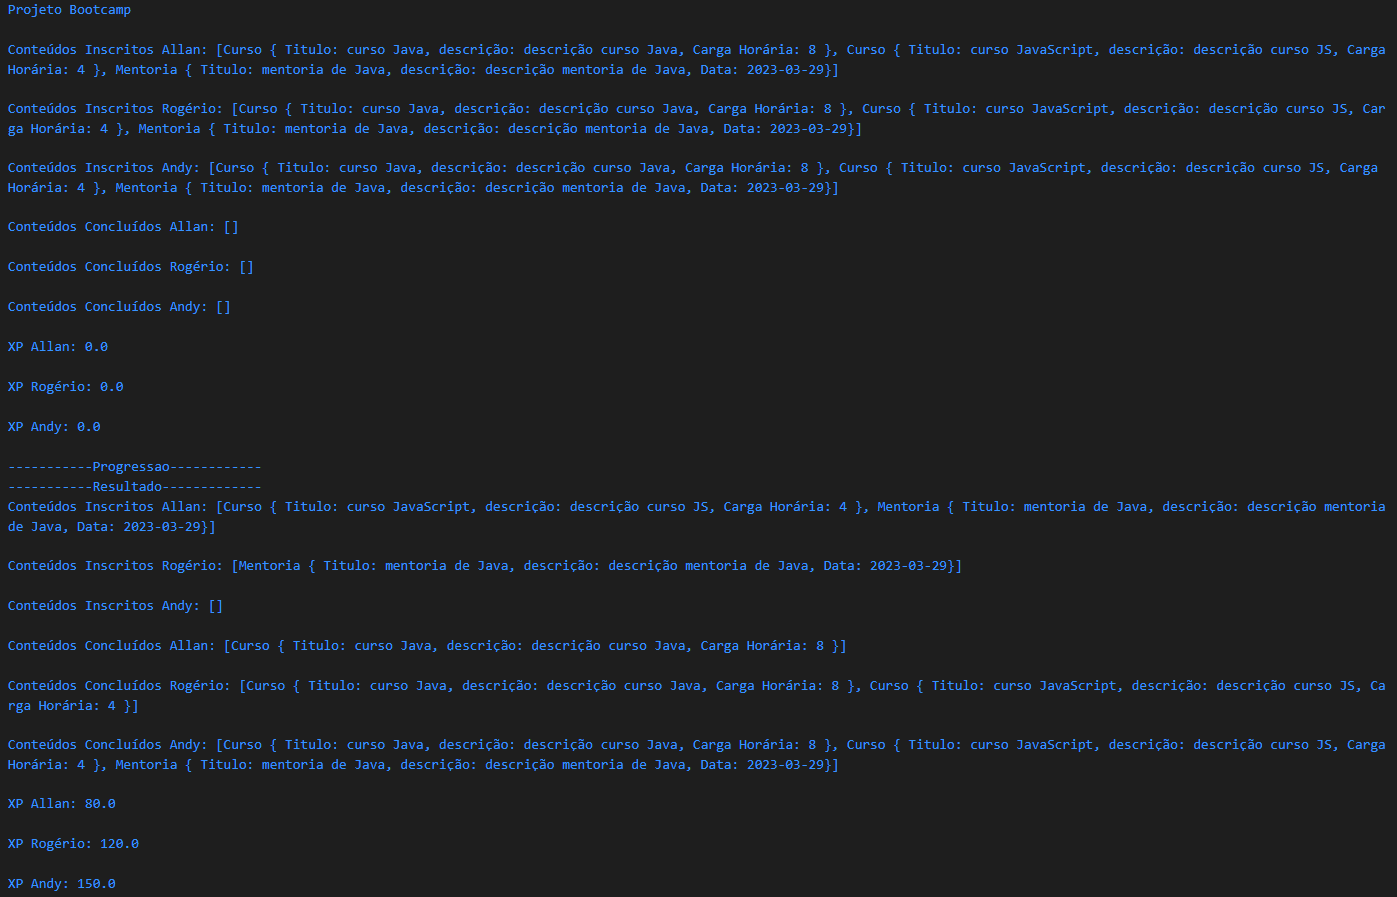 Projeto Bootcamp
Conteúdos Inscritos Allan: [Curso { Titulo: curso Java, descrição: descrição curso Java, Carga Horária: 8 }, Curso { Titulo: curso JavaScript, descrição: descrição curso JS, Carga
Horária: 4 }, Mentoria { Titulo: mentoria de Java, descrição: descrição mentoria de Java, Data: 2023-03-29}]
Conteúdos Inscritos Rogério: [Curso { Titulo: curso Java, descrição: descrição curso Java, Carga Horária: 8 }, Curso { Titulo: curso JavaScript, descrição: descrição curso JS, Car
ga Horária: 4 }, Mentoria { Titulo: mentoria de Java, descrição: descrição mentoria de Java, Data: 2023-03-29}]
Conteúdos Inscritos Andy: [Curso { Titulo: curso Java, descrição: descrição curso Java, Carga Horária: 8 }, Curso { Titulo: curso JavaScript, descrição: descrição curso JS, Carga
Horária: 4 }, Mentoria { Titulo: mentoria de Java, descrição: descrição mentoria de Java, Data: 2023-03-29}]
Conteúdos Concluídos Allan: []
Conteúdos Concluídos Rogério: []
Conteúdos Concluídos Andy: []
XP Allan: 0.0
XP Rogério: 0.0
XP Andy: 0.0
-----------Progressao------------
-----------Resultado-------------
Conteúdos Inscritos Allan: [Curso { Titulo: curso JavaScript, descrição: descrição curso JS, Carga Horária: 4 }, Mentoria { Titulo: mentoria de Java, descrição: descrição mentoria
de Java, Data: 2023-03-29}]
Conteúdos Inscritos Rogério: [Mentoria { Titulo: mentoria de Java, descrição: descrição mentoria de Java, Data: 2023-03-29}]
Conteúdos Inscritos Andy: []
Conteúdos Concluídos Allan: [Curso { Titulo: curso Java, descrição: descrição curso Java, Carga Horária: 8 }]
Conteúdos Concluídos Rogério: [Curso { Titulo: curso Java, descrição: descrição curso Java, Carga Horária: 8 }, Curso { Titulo: curso JavaScript, descrição: descrição curso JS, Ca
rga Horária: 4 }]
Conteúdos Concluídos Andy: [Curso { Titulo: curso Java, descrição: descrição curso Java, Carga Horária: 8 }, Curso { Titulo: curso JavaScript, descrição: descrição curso JS, Carga
Horária: 4 }, Mentoria { Titulo: mentoria de Java, descrição: descrição mentoria de Java, Data: 2023-03-29}]
XP Allan: 80.0
XP Rogério: 120.0
XP Andy: 150.0